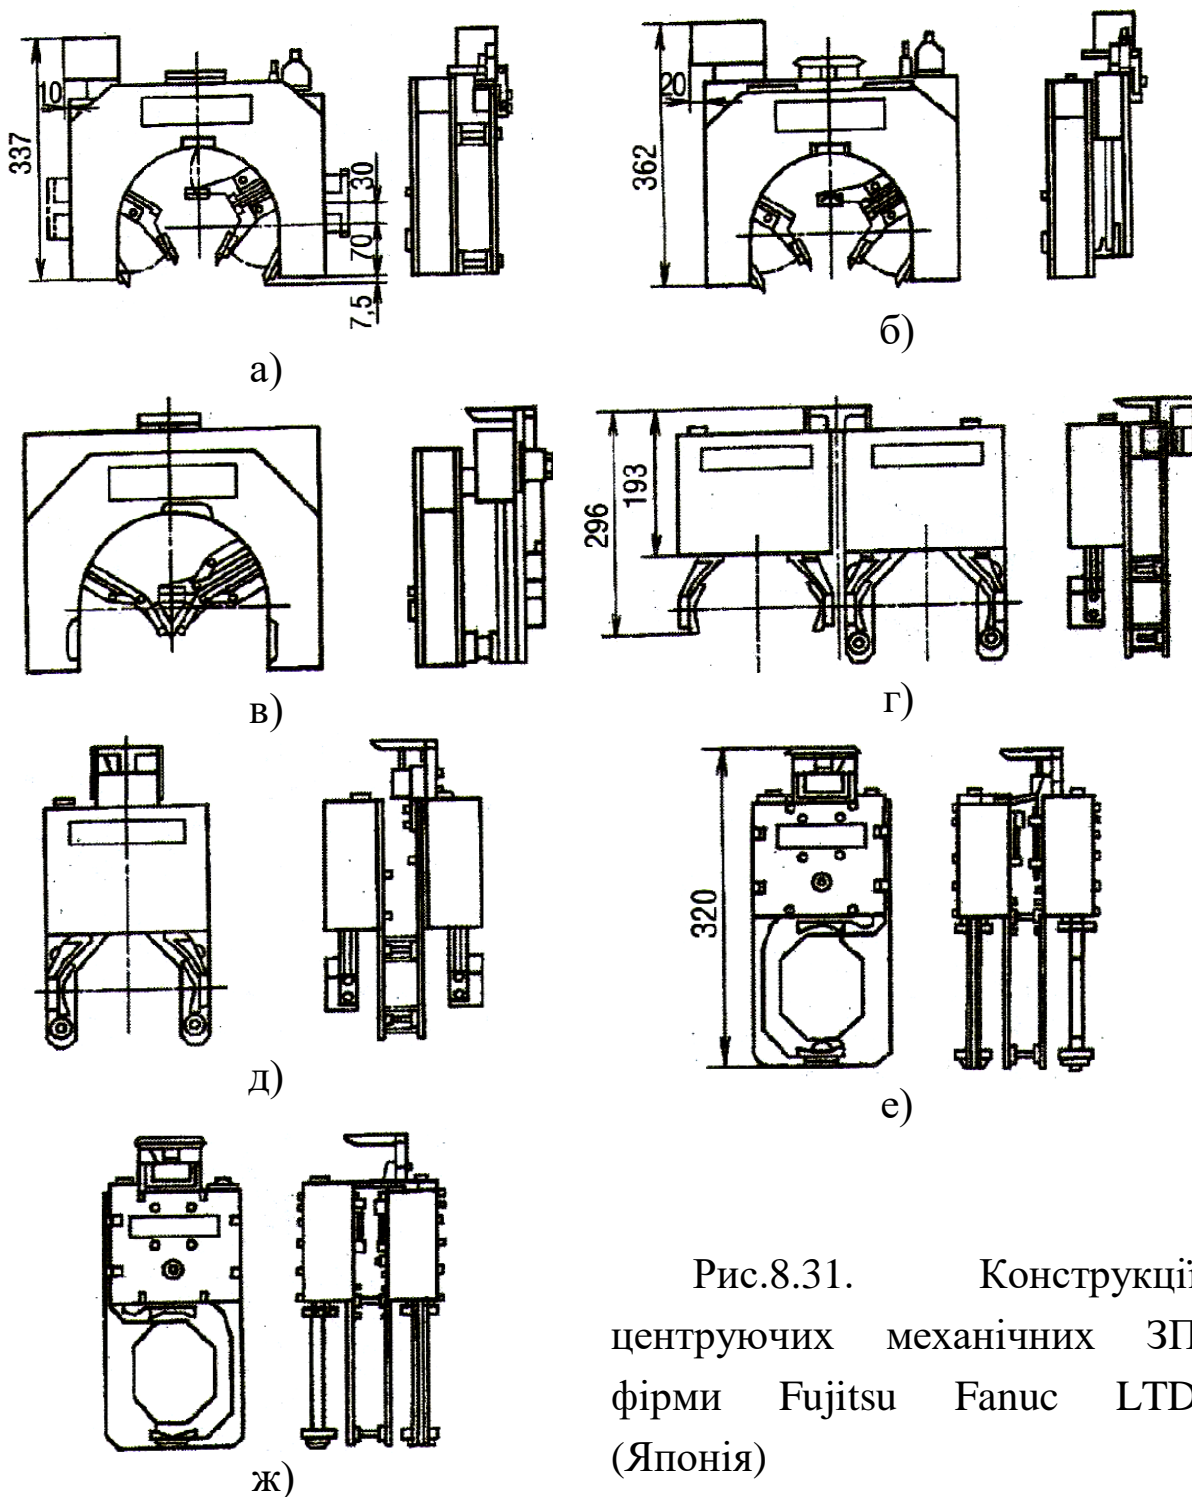 337
10
30
70
7,5
а)
362
20
б)
в)
296
193
г)
д)
320
е)
ж)
Рис.8.31. Конструкції
центруючих механічних ЗП
фірми Fujitsu Fanuc LTD
(Японія)